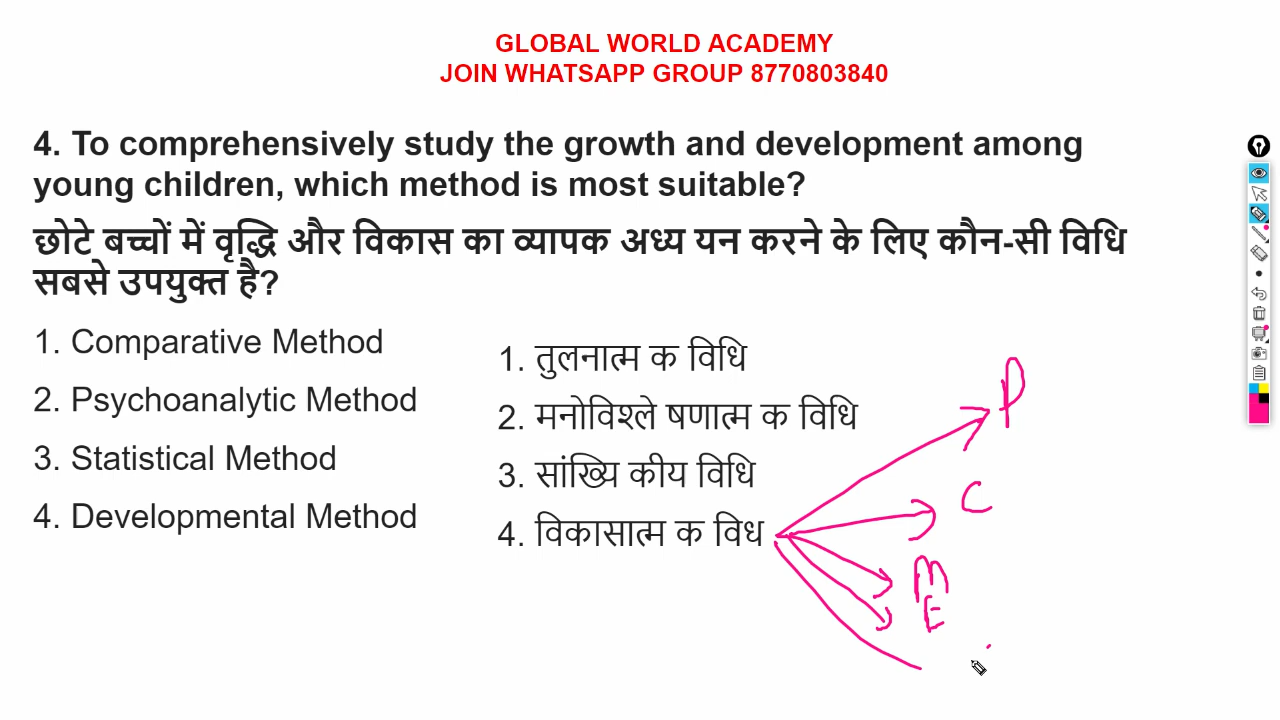 GLOBAL WORLD ACADEMY
JOIN WHATSAPP GROUP 8770803840
4. To comprehensively study the growth and development among
young children, which method is most suitable?
छोटे बच्चों में वृद्धि और विकास का व्यापक अध्य यन करने के लिए कौन-सी विधि
सबसे उपयुक्त है?
1. Comparative Method
2. Psychoanalytic Method
3. Statistical Method
4. Developmental Method
1. तुलनात्म क विधि
2. मनोविश्ले षणात्म क विधि
3. सांख्यि कीय विधि
4. विकासात्म क विध
P
C
M
E